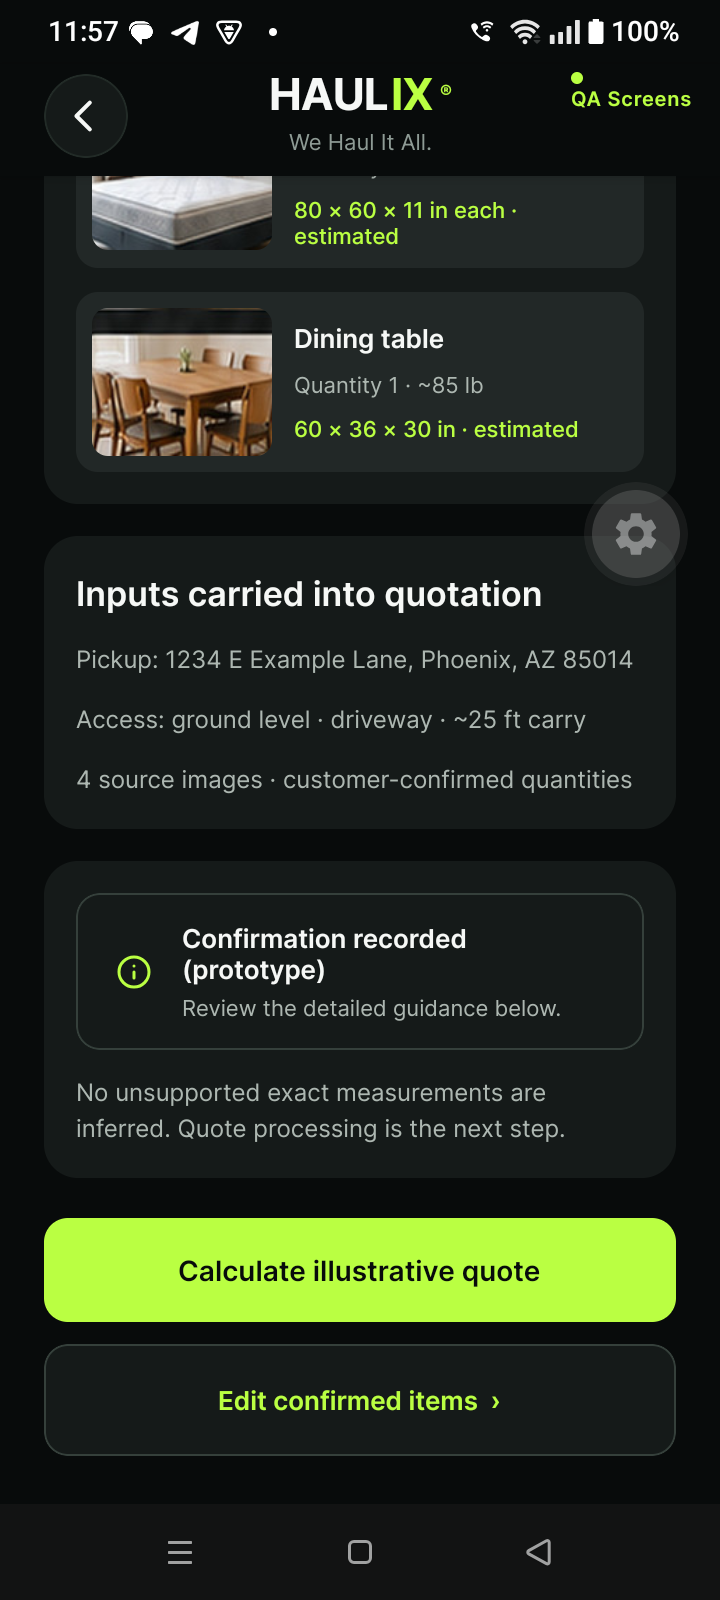 11:57
100%
HAULIX ®
QA Screens
We Haul It All.
80 × 60 × 11 in each ·
estimated
Dining table
Quantity 1 · ~85 lb
60 × 36 × 30 in · estimated
Inputs carried into quotation
Pickup: 1234 E Example Lane, Phoenix, AZ 85014
Access: ground level · driveway · ~25 ft carry
4 source images · customer-confirmed quantities
Confirmation recorded
(prototype)
Review the detailed guidance below.
No unsupported exact measurements are
inferred. Quote processing is the next step.
Calculate illustrative quote
Edit confirmed items ›